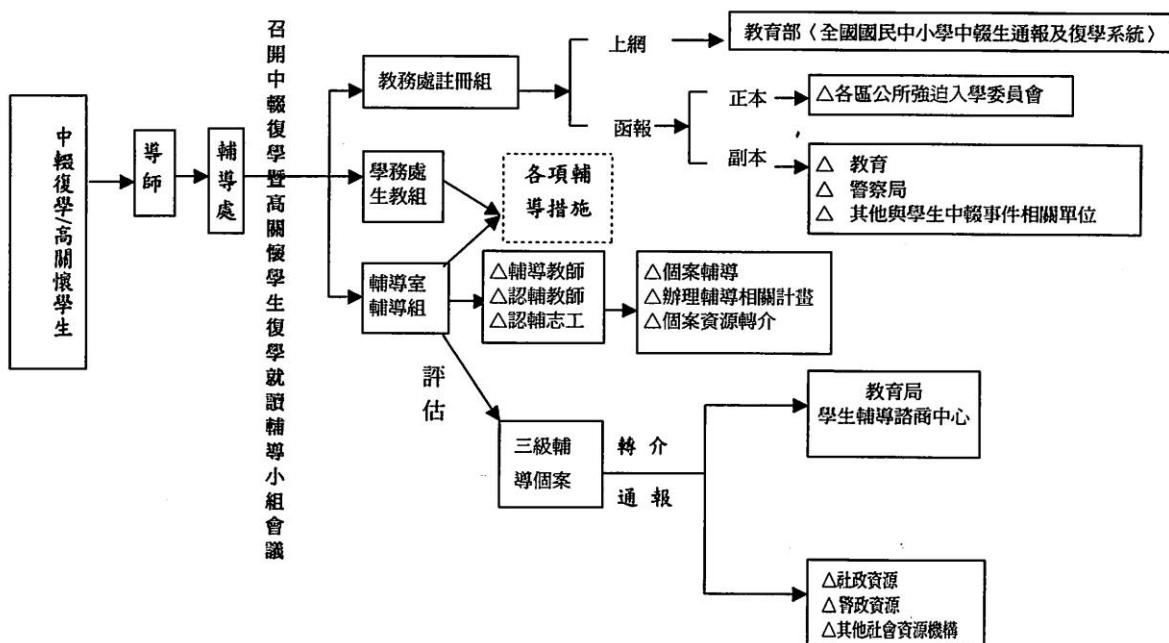 中輟復學/高關懷學生
導師
輔導處
召開中輟復學暨高關懷學生復學就讀輔導小組會議
教務處註冊組
上網
教育部〈全國國民中小學中輟生通報及復學系統〉
函報
正本
△各區公所強迫入學委員會
副本
△ 教育
△ 警察局
△ 其他與學生中輟事件相關單位
學務處
生教組
各項輔
導措施
輔導室
輔導組
△輔導教師
△認輔教師
△認輔志工
△個案輔導
△辦理輔導相關計畫
△個案資源轉介
評估
三級輔
導個案
轉介
通報
教育局
學生輔導諮商中心
△社政資源
△警政資源
△其他社會資源機構